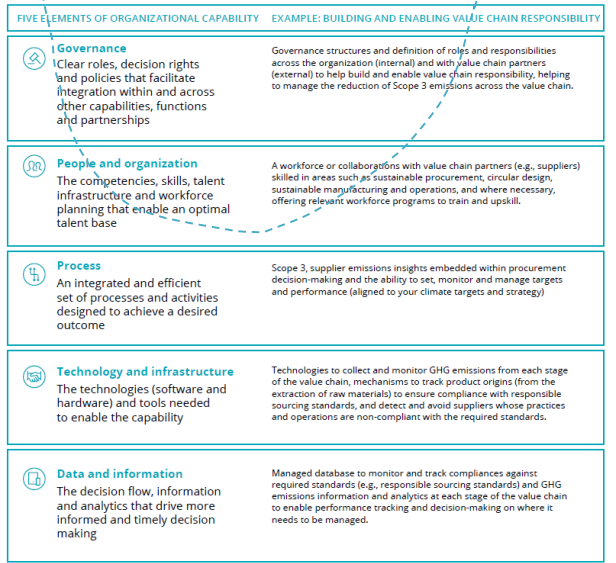 FIVE ELEMENTS OF ORGANIZATIONAL CAPABILITY
EXAMPLE: BUILDING AND ENABLING VALUE CHAIN RESPONSIBILITY
Governance
Clear roles, decision rights
and policies that facilitate
integration within and across
other capabilities, functions
and partnerships
Governance structures and definition of roles and responsibilities
across the organization (internal) and with value chain partners
(external) to help build and enable value chain responsibility, helping
to manage the reduction of Scope 3 emissions across the value chain.
People and organization
The competencies, skills, talent
infrastructure and workforce
planning that enable an optimal
talent base
A workforce or collaborations with value chain partners (e.g., suppliers)
skilled in areas such as sustainable procurement, circular design,
sustainable manufacturing and operations, and where necessary,
offering relevant workforce programs to train and upskill.
Process
An integrated and efficient
set of processes and activities
designed to achieve a desired
outcome
Scope 3, supplier emissions insights embedded within procurement
decision-making and the ability to set, monitor and manage targets
and performance (aligned to your climate targets and strategy)
Technology and infrastructure
The technologies (software and
hardware) and tools needed
to enable the capability
Technologies to collect and monitor GHG emissions from each stage
of the value chain, mechanisms to track product origins (from the
extraction of raw materials) to ensure compliance with responsible
sourcing standards, and detect and avoid suppliers whose practices
and operations are non-compliant with the required standards.
Data and information
The decision flow, information
and analytics that drive more
informed and timely decision
making
Managed database to monitor and track compliances against
required standards (e.g., responsible sourcing standards) and GHG
emissions information and analytics at each stage of the value chain
to enable performance tracking and decision-making on where it
needs to be managed.